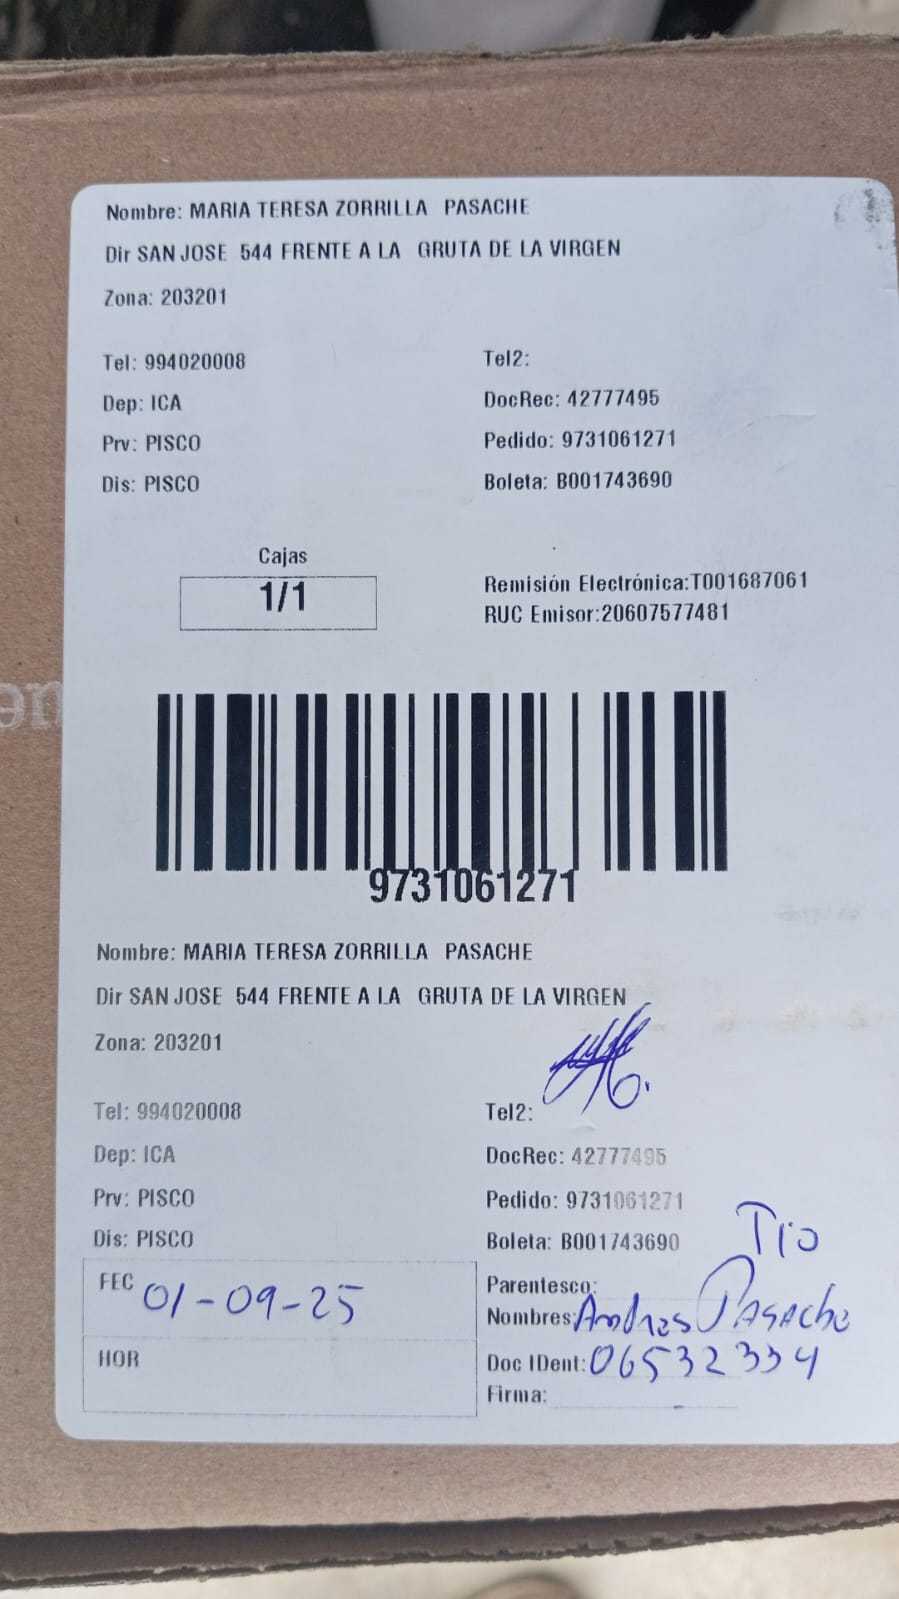 Nombre: MARIA TERESA ZORRILLA PASACHE
Dir SAN JOSE 544 FRENTE A LA GRUTA DE LA VIRGEN
Zona: 203201
Tel: 994020008 Tel2:
Dep: ICA DocRec: 42777495
Prv: PISCO Pedido: 9731061271
Dis: PISCO Boleta: B001743690
Cajas
1/1
Remisión Electrónica:T001687061
RUC Emisor:20607577481
9731061271
Nombre: MARIA TERESA ZORRILLA PASACHE
Dir SAN JOSE 544 FRENTE A LA GRUTA DE LA VIRGEN
Zona: 203201
Tel: 994020008 Tel2:
Dep: ICA DocRec: 42777495
Prv: PISCO Pedido: 9731061271
Dis: PISCO Boleta: B001743690
Tio
FEC 01-09-25
HOR
Parentesco:
Nombres: Andres Pasache
Doc IDent: 06532334
Firma: